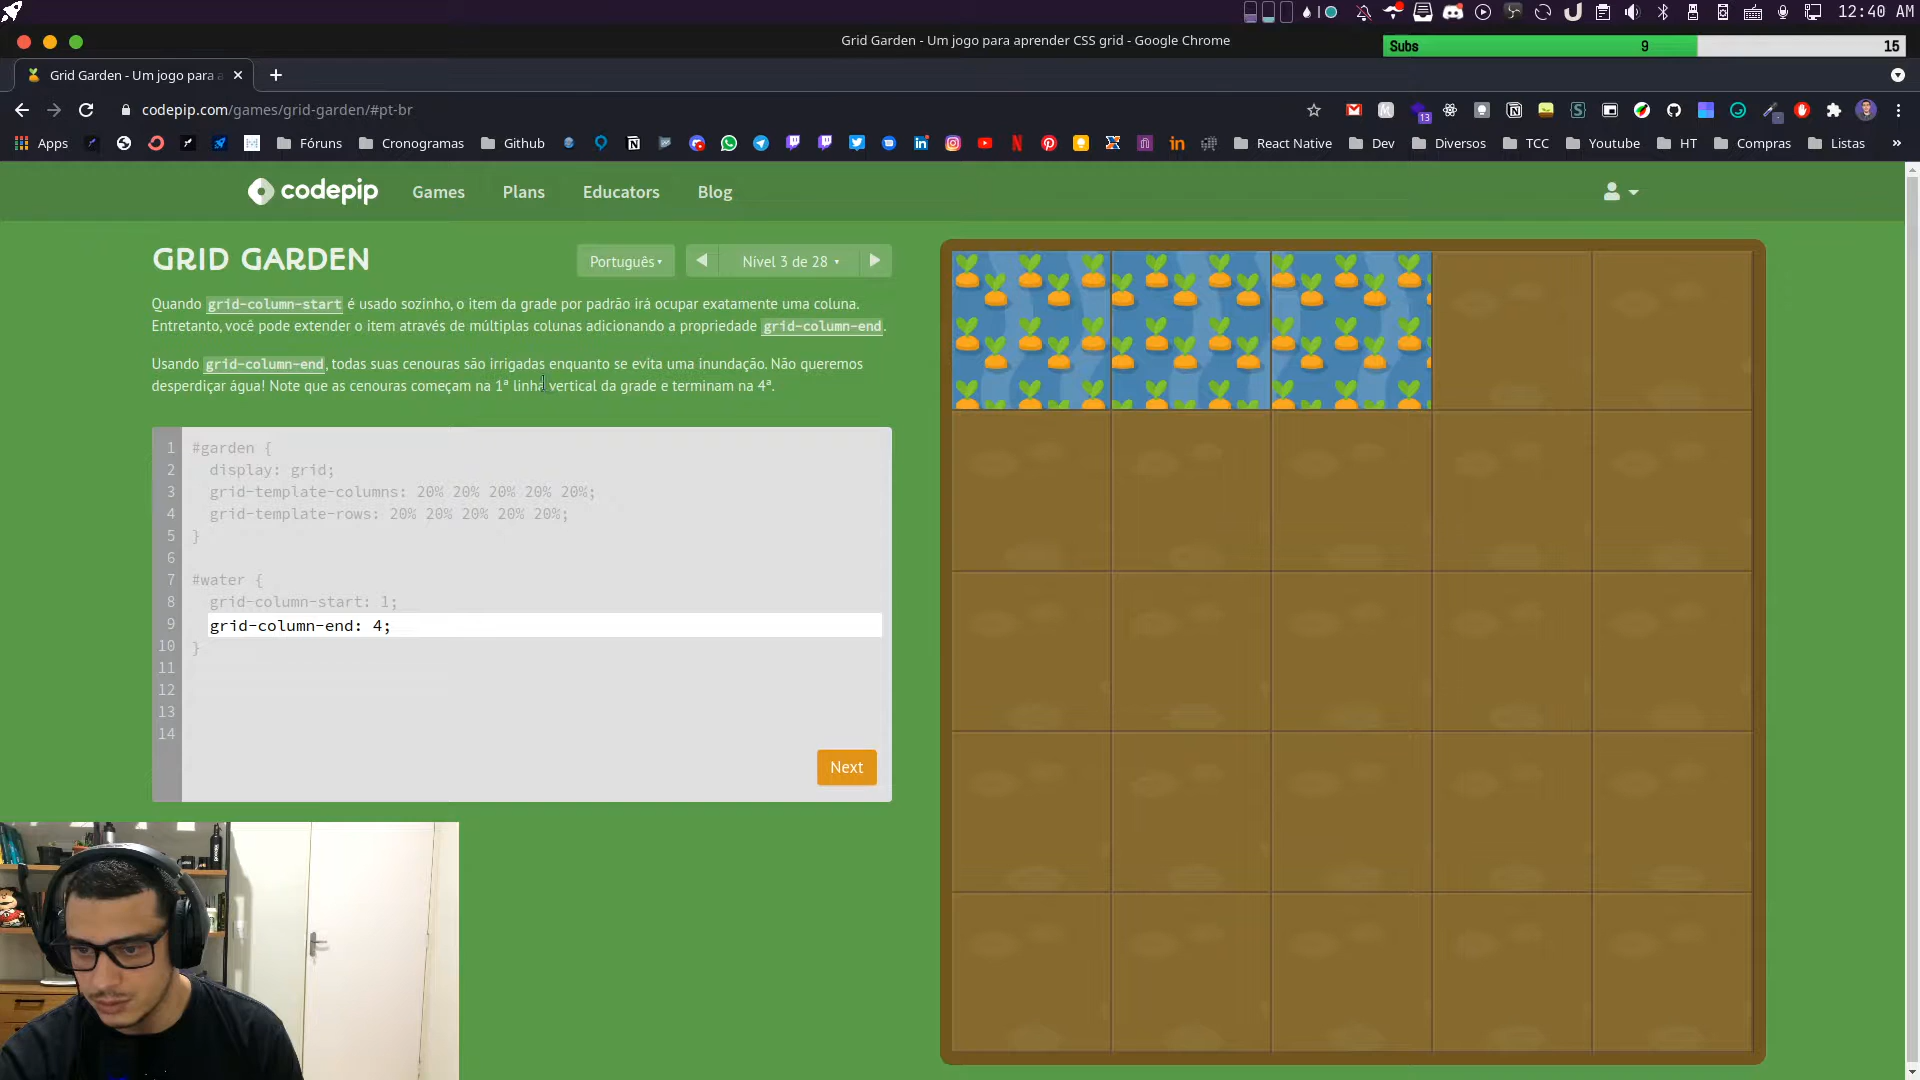 12:40 AM
Grid Garden - Um jogo para aprender CSS grid - Google Chrome
Subs 9 15
Grid Garden - Um jogo para a
codepip.com/games/grid-garden/#pt-br
13
Apps
Fóruns
Cronogramas
Github
React Native
Dev
Diversos
TCC
Youtube
HT
Compras
Listas
codepip
Games
Plans
Educators
Blog
GRID GARDEN
Português
Nível 3 de 28
Quando grid-column-start é usado sozinho, o item da grade por padrão irá ocupar exatamente uma coluna.
Entretanto, você pode extender o item através de múltiplas colunas adicionando a propriedade grid-column-end.
Usando grid-column-end, todas suas cenouras são irrigadas enquanto se evita uma inundação. Não queremos
desperdiçar água! Note que as cenouras começam na 1ª linha vertical da grade e terminam na 4ª.
1 #garden {
2 display: grid;
3 grid-template-columns: 20% 20% 20% 20% 20%;
4 grid-template-rows: 20% 20% 20% 20% 20%;
5 }
6
7 #water {
8 grid-column-start: 1;
9 grid-column-end: 4;
10 }
11
12
13
14
Next